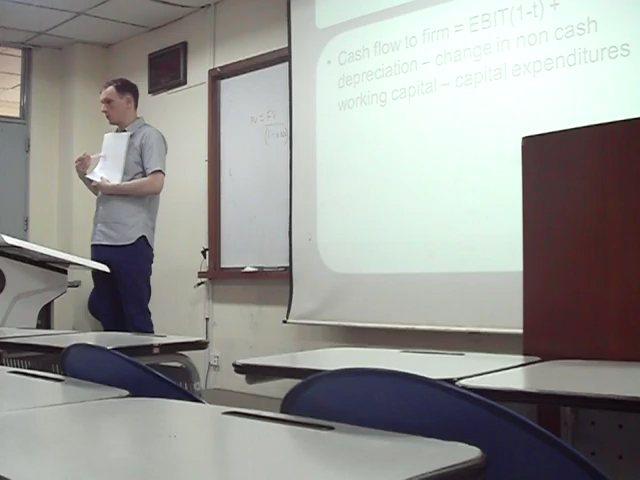 • Cash flow to firm = EBIT(1-t) +
depreciation – change in non cash
working capital – capital expenditures